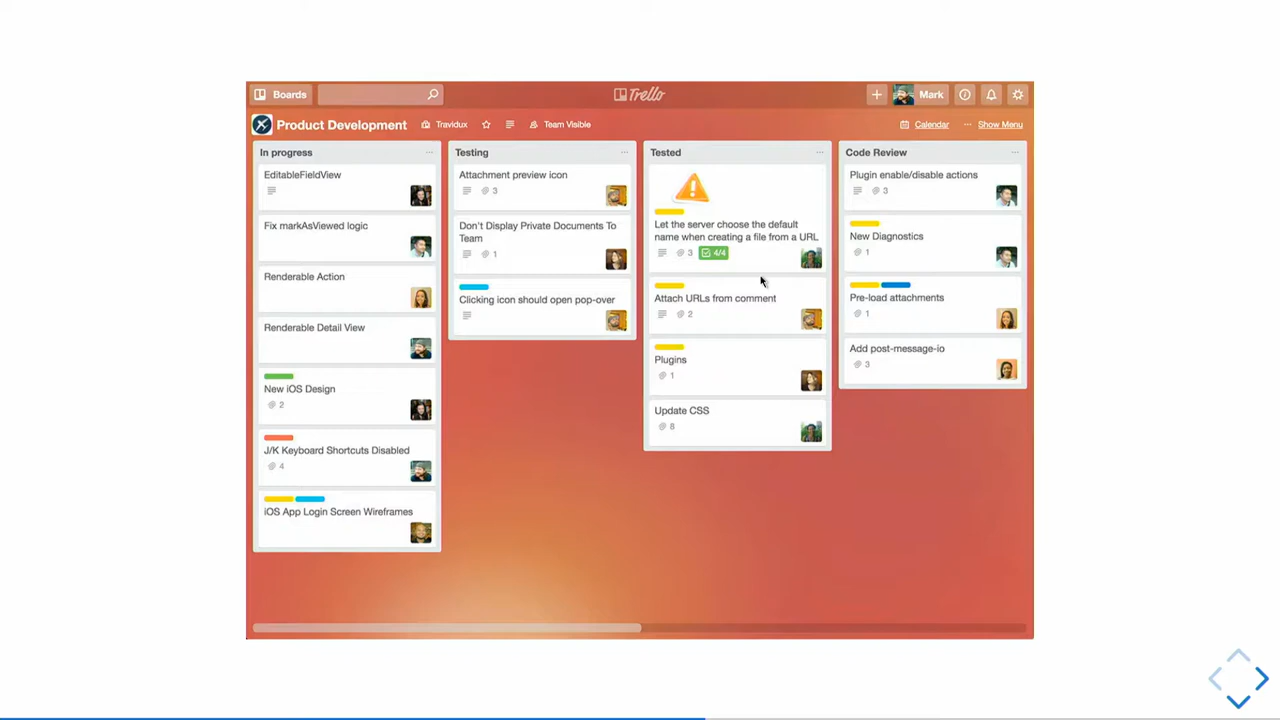 Boards
Trello
Mark
Product Development
Travidux
Team Visible
Calendar
Show Menu
In progress
EditableFieldView
Fix markAsViewed logic
Renderable Action
Renderable Detail View
New iOS Design
2
J/K Keyboard Shortcuts Disabled
4
iOS App Login Screen Wireframes
Testing
Attachment preview icon
3
Don't Display Private Documents To
Team
1
Clicking icon should open pop-over
Tested
Let the server choose the default
name when creating a file from a URL
3 4/4
Attach URLs from comment
2
Plugins
1
Update CSS
8
Code Review
Plugin enable/disable actions
3
New Diagnostics
1
Pre-load attachments
1
Add post-message-io
3